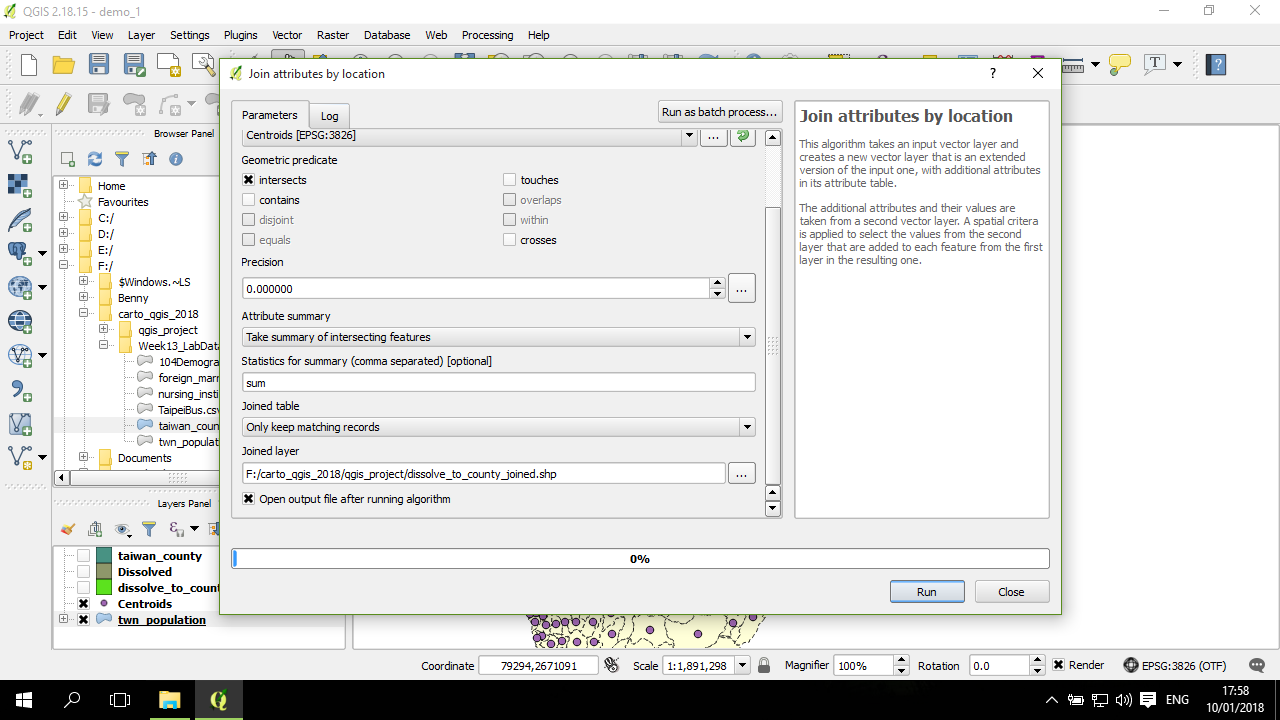 QGIS 2.18.15 - demo_1
Project Edit View Layer Settings Plugins Vector Raster Database Web Processing Help
Join attributes by location
?
Parameters
Log
Run as batch process...
Centroids [EPSG:3826]
...
Geometric predicate
intersects
touches
contains
overlaps
disjoint
within
equals
crosses
Precision
0.000000
...
Attribute summary
Take summary of intersecting features
Statistics for summary (comma separated) [optional]
sum
Joined table
Only keep matching records
Joined layer
F:/carto_qgis_2018/qgis_project/dissolve_to_county_joined.shp
...
Open output file after running algorithm
Join attributes by location
This algorithm takes an input vector layer and
creates a new vector layer that is an extended
version of the input one, with additional attributes
in its attribute table.
The additional attributes and their values are
taken from a second vector layer. A spatial critera
is applied to select the values from the second
layer that are added to each feature from the first
layer in the resulting one.
0%
Run
Close
Browser Panel
Home
Favourites
C:/
D:/
E:/
F:/
$Windows.~LS
Benny
carto_qgis_2018
qgis_project
Week13_LabData
104Demogra
foreign_marr
nursing_insti
TaipeiBus.csv
taiwan_coun
twn_populati
Documents
Layers Panel
taiwan_county
Dissolved
dissolve_to_count
Centroids
twn_population
Coordinate 79294,2671091 Scale 1:1,891,298 Magnifier 100% Rotation 0.0 Render EPSG:3826 (OTF)
ENG
17:58
10/01/2018